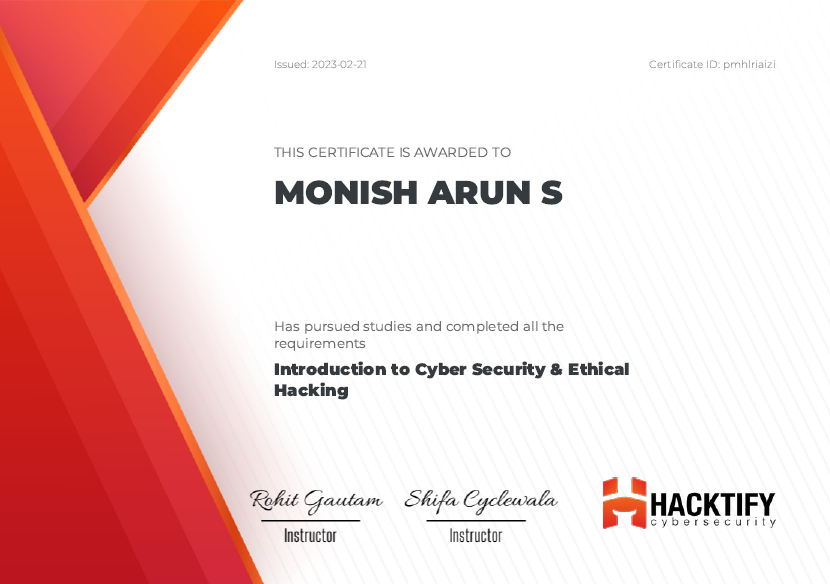 Issued: 2023-02-21
Certificate ID: pmhlriaizi
THIS CERTIFICATE IS AWARDED TO
MONISH ARUN S
Has pursued studies and completed all the
requirements
Introduction to Cyber Security & Ethical
Hacking
Rohit Gautam
Shifa Cyclewala
Instructor
Instructor
HACKTIFY
cybersecurity